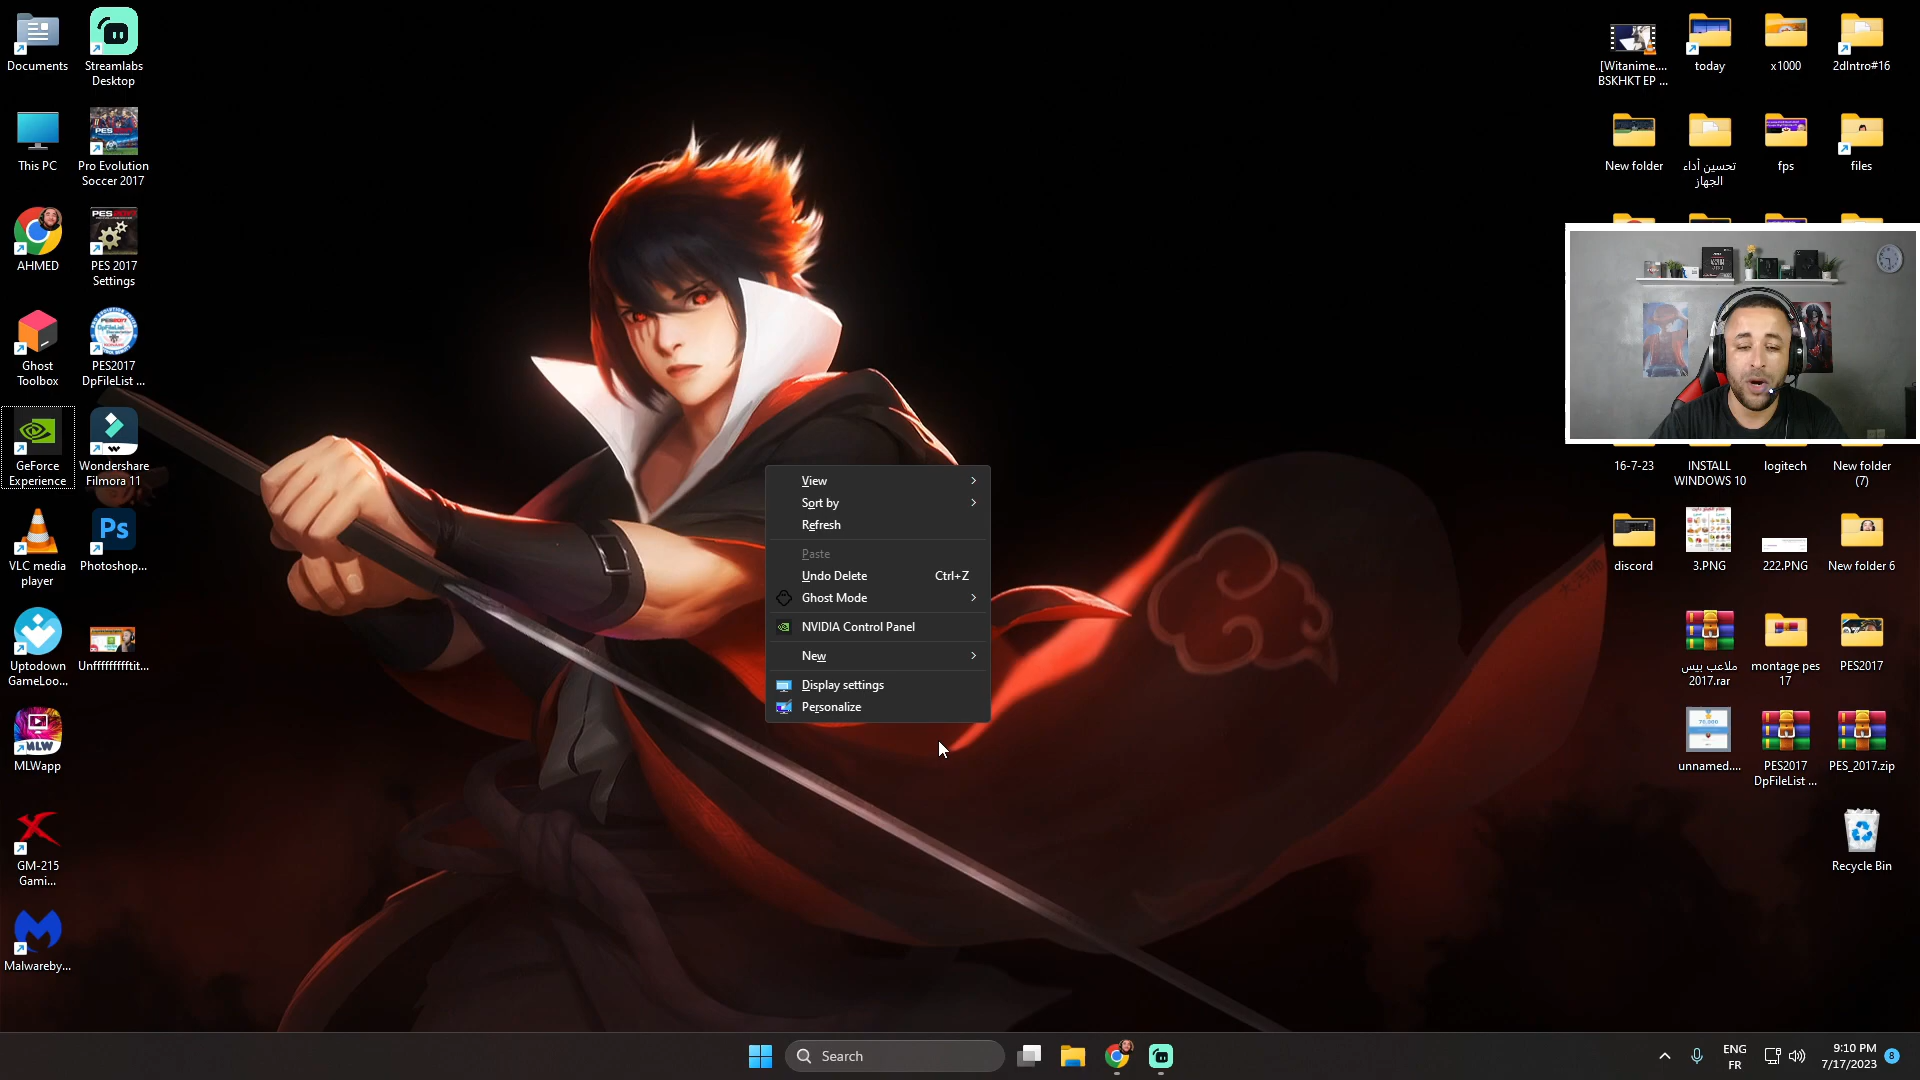 Documents
Streamlabs
Desktop
This PC
Pro Evolution
Soccer 2017
AHMED
PES 2017
Settings
Ghost
Toolbox
PES2017
DpFileList ...
GeForce
Experience
Wondershare
Filmora 11
VLC media
player
Ps
Photoshop...
Uptodown
GameLoo...
Unffffffffftit...
MLW
MLWapp
GM-215
Gami...
Malwareby...
View
Sort by
Refresh
Paste
Undo Delete Ctrl+Z
Ghost Mode
NVIDIA Control Panel
New
Display settings
Personalize
[Witanime....
BSKHKT EP ...
today
x1000
2dIntro#16
New folder
تحسين أداء
الجهاز
fps
files
16-7-23
INSTALL
WINDOWS 10
logitech
New folder
(7)
discord
3.PNG
222.PNG
New folder 6
ملاعب بيس
2017.rar
montage pes
17
PES2017
unnamed....
PES2017
DpFileList ...
PES_2017.zip
Recycle Bin
Search
ENG
FR
9:10 PM
7/17/2023
8